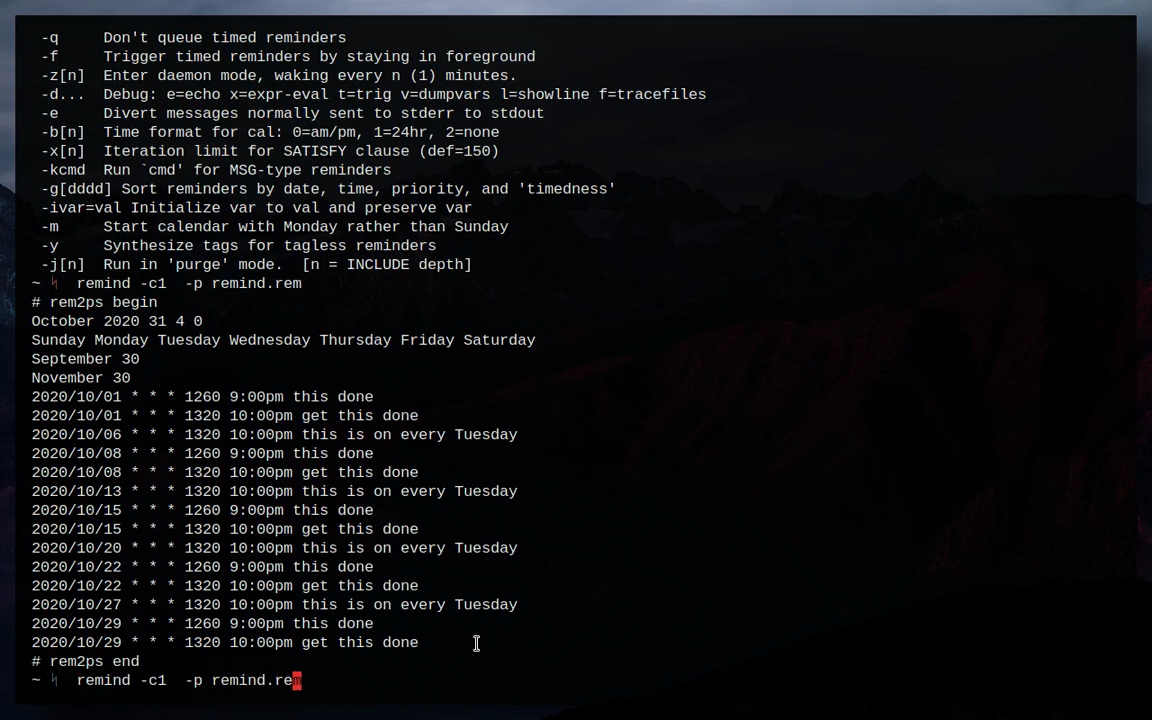 -q     Don't queue timed reminders
-f     Trigger timed reminders by staying in foreground
-z[n]  Enter daemon mode, waking every n (1) minutes.
-d...  Debug: e=echo x=expr-eval t=trig v=dumpvars l=showline f=tracefiles
-e     Divert messages normally sent to stderr to stdout
-b[n]  Time format for cal: 0=am/pm, 1=24hr, 2=none
-x[n]  Iteration limit for SATISFY clause (def=150)
-kcmd  Run `cmd' for MSG-type reminders
-g[dddd] Sort reminders by date, time, priority, and 'timedness'
-ivar=val Initialize var to val and preserve var
-m     Start calendar with Monday rather than Sunday
-y     Synthesize tags for tagless reminders
-j[n]  Run in 'purge' mode.  [n = INCLUDE depth]
~ ᛋ  remind -c1  -p remind.rem
# rem2ps begin
October 2020 31 4 0
Sunday Monday Tuesday Wednesday Thursday Friday Saturday
September 30
November 30
2020/10/01 * * * 1260 9:00pm this done
2020/10/01 * * * 1320 10:00pm get this done
2020/10/06 * * * 1320 10:00pm this is on every Tuesday
2020/10/08 * * * 1260 9:00pm this done
2020/10/08 * * * 1320 10:00pm get this done
2020/10/13 * * * 1320 10:00pm this is on every Tuesday
2020/10/15 * * * 1260 9:00pm this done
2020/10/15 * * * 1320 10:00pm get this done
2020/10/20 * * * 1320 10:00pm this is on every Tuesday
2020/10/22 * * * 1260 9:00pm this done
2020/10/22 * * * 1320 10:00pm get this done
2020/10/27 * * * 1320 10:00pm this is on every Tuesday
2020/10/29 * * * 1260 9:00pm this done
2020/10/29 * * * 1320 10:00pm get this done
# rem2ps end
~ ᛋ  remind -c1  -p remind.rem